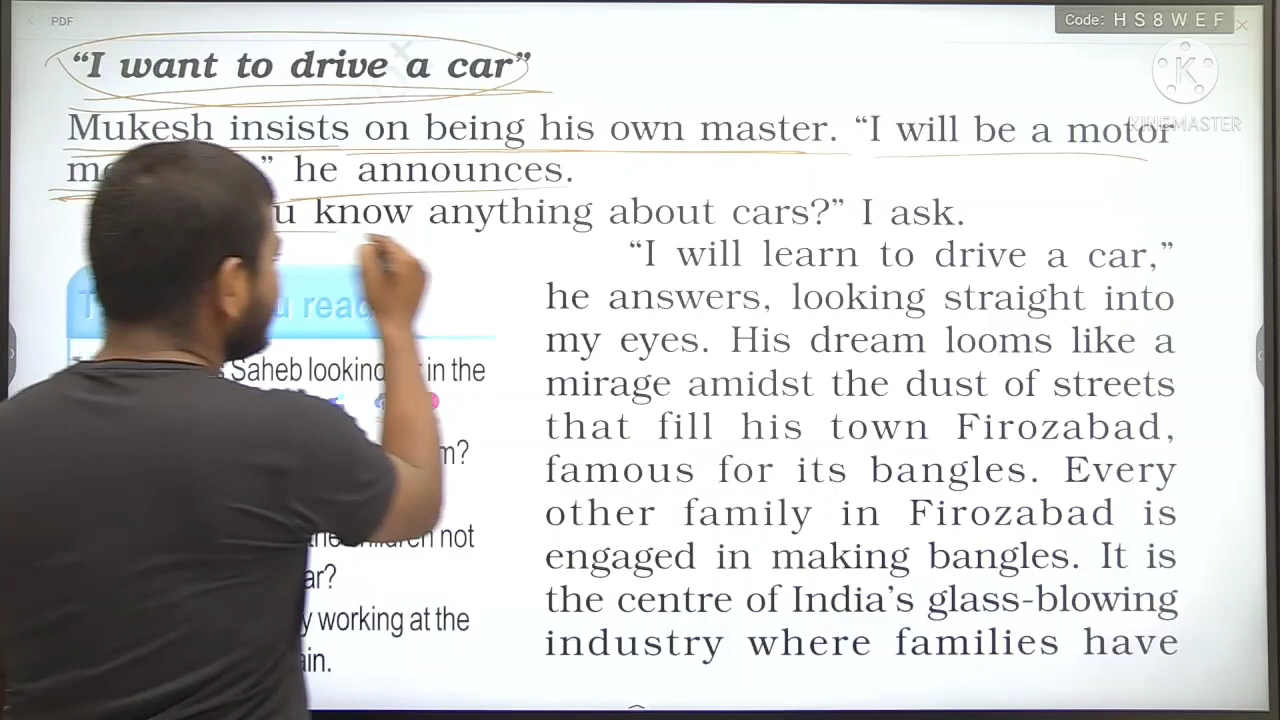 PDF
Code: HS8WEF
"I want to drive a car"
Mukesh insists on being his own master. "I will be a motor
" he announces.
know anything about cars?" I ask.
"I will learn to drive a car,"
he answers, looking straight into
my eyes. His dream looms like a
mirage amidst the dust of streets
that fill his town Firozabad,
famous for its bangles. Every
other family in Firozabad is
engaged in making bangles. It is
the centre of India's glass-blowing
industry where families have
read
Saheb looking in the
not
working at the
K
KINEMASTER